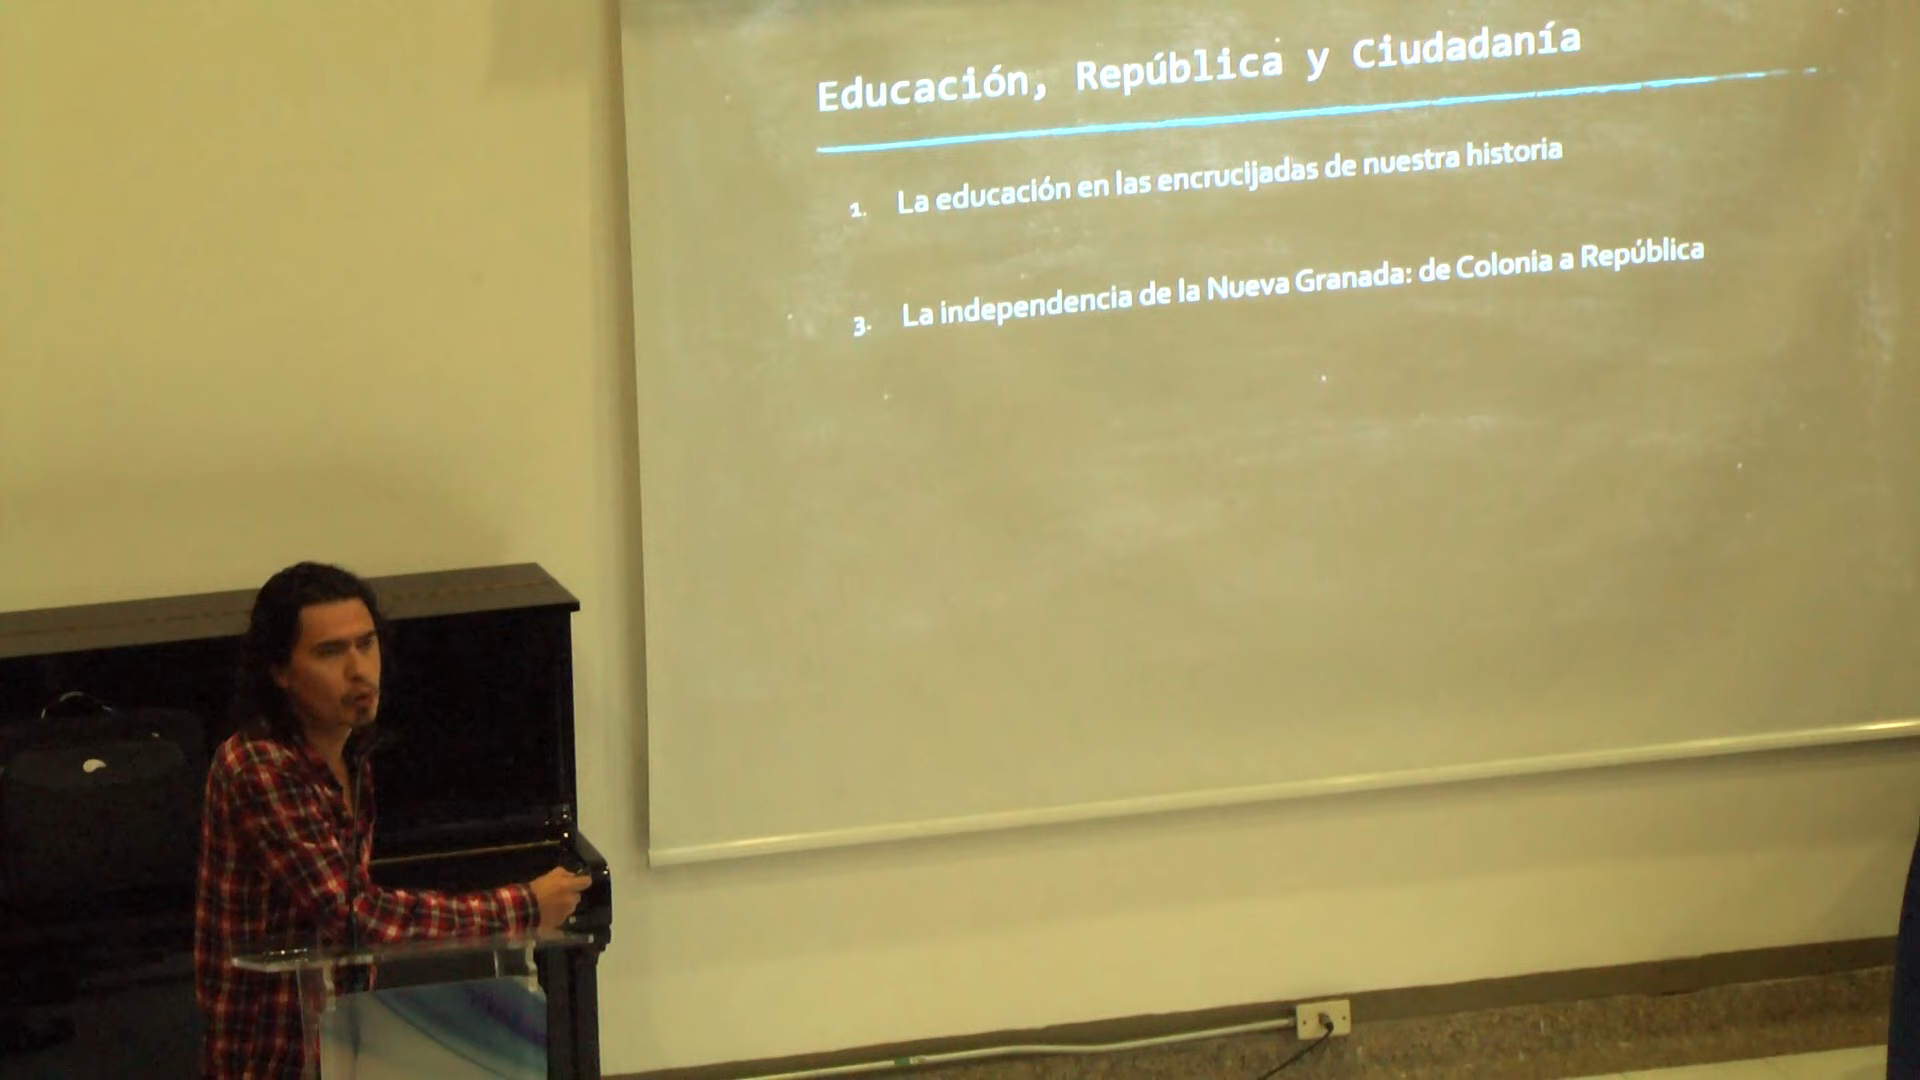 Educación, República y Ciudadanía
1. La educación en las encrucijadas de nuestra historia
3. La independencia de la Nueva Granada: de Colonia a República